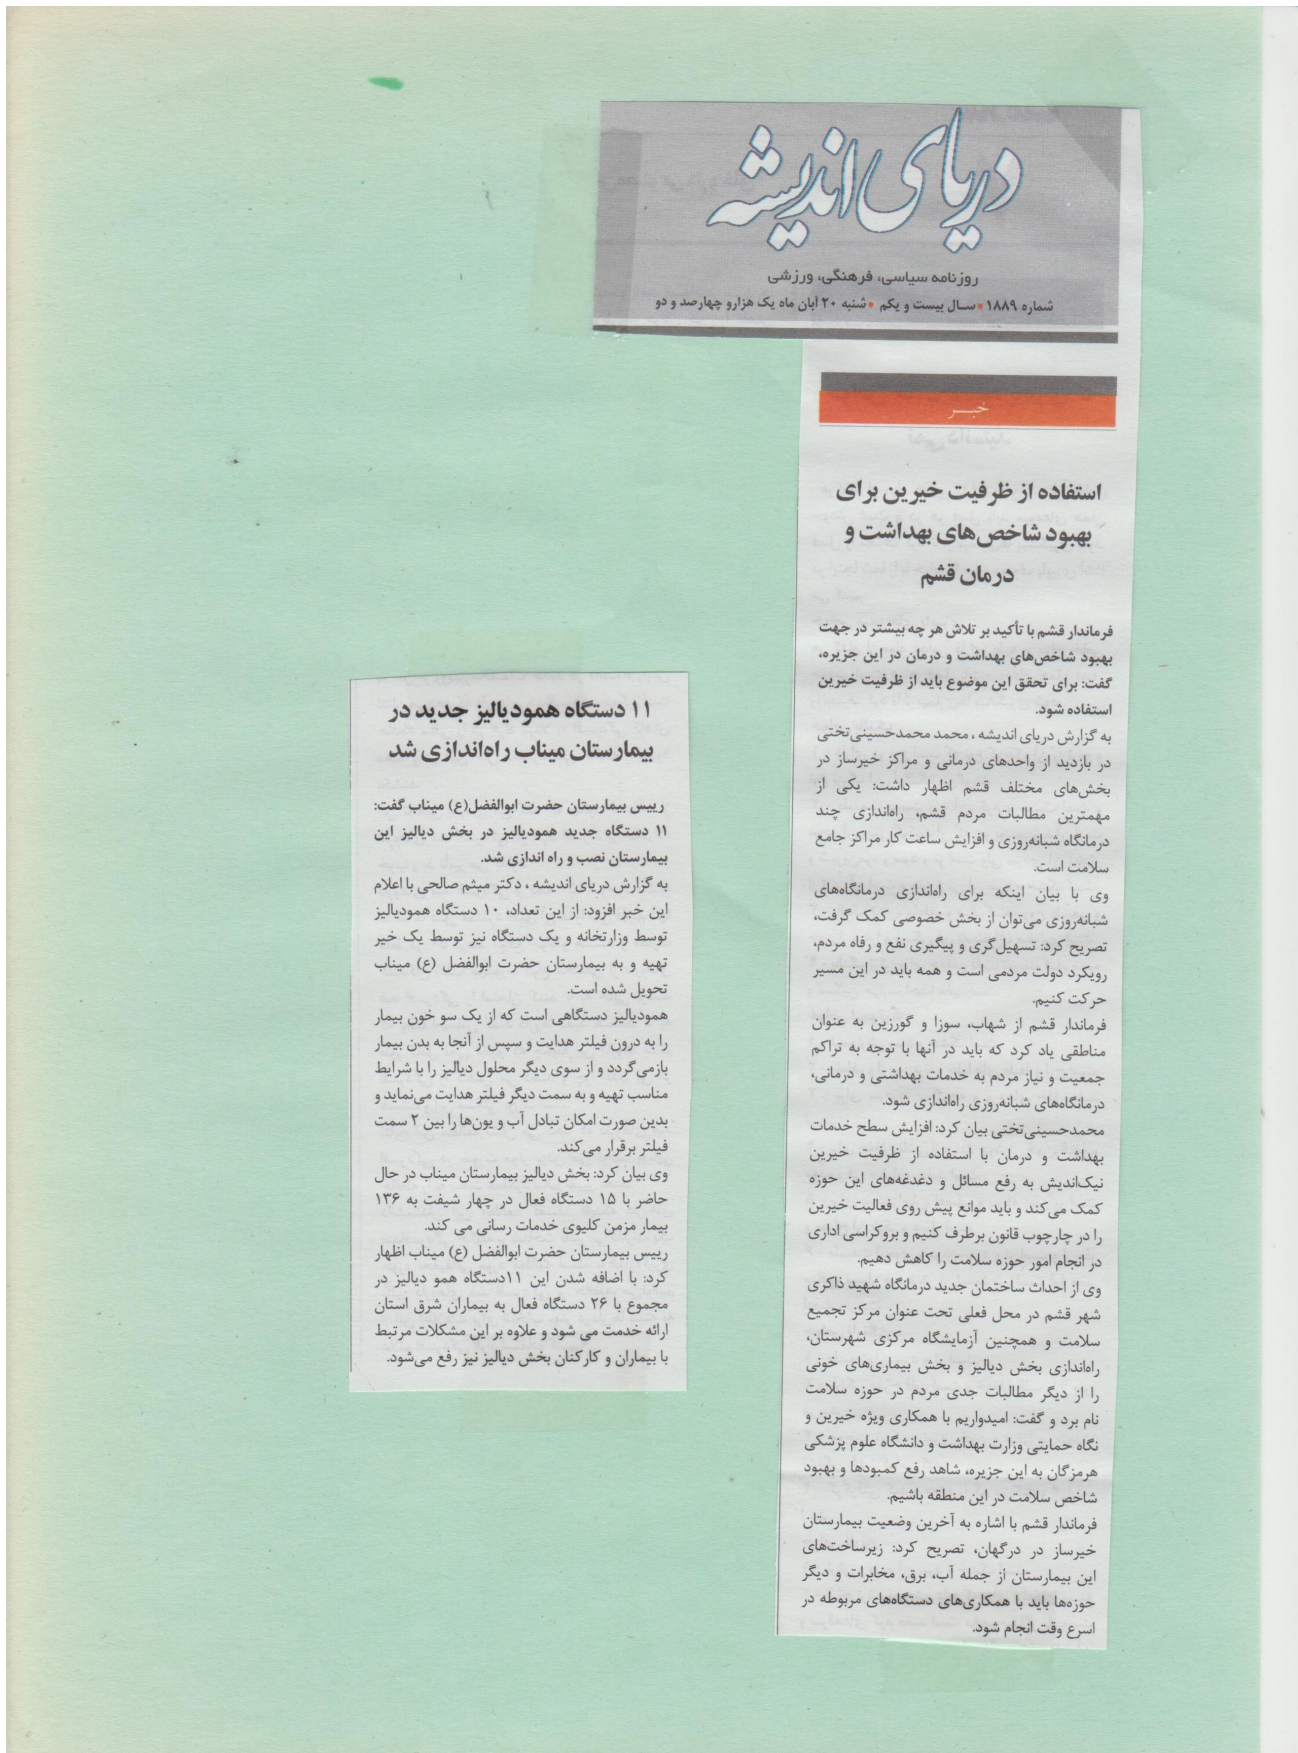 دریای اندیشه
روزنامه سیاسی، فرهنگی، ورزشی
شماره ۱۸۸۹ • سـال بیست و یکم • شنبه ۲۰ آبان ماه یک هزارو چهارصد و دو
خبـر
استفاده از ظرفیت خیرین برای
بهبود شاخص‌های بهداشت و
درمان قشم
فرماندار قشم با تأکید بر تلاش هر چه بیشتر در جهت
بهبود شاخص‌های بهداشت و درمان در این جزیره،
گفت: برای تحقق این موضوع باید از ظرفیت خیرین
استفاده شود.
به گزارش دریای اندیشه ، محمد محمدحسینی‌تختی
در بازدید از واحدهای درمانی و مراکز خیرساز در
بخش‌های مختلف قشم اظهار داشت: یکی از
مهمترین مطالبات مردم قشم، راه‌اندازی چند
درمانگاه شبانه‌روزی و افزایش ساعت کار مراکز جامع
سلامت است.
وی با بیان اینکه برای راه‌اندازی درمانگاه‌های
شبانه‌روزی می‌توان از بخش خصوصی کمک گرفت،
تصریح کرد: تسهیل‌گری و پیگیری نفع و رفاه مردم،
رویکرد دولت مردمی است و همه باید در این مسیر
حرکت کنیم.
فرماندار قشم از شهاب، سوزا و گورزین به عنوان
مناطقی یاد کرد که باید در آنها با توجه به تراکم
جمعیت و نیاز مردم به خدمات بهداشتی و درمانی،
درمانگاه‌های شبانه‌روزی راه‌اندازی شود.
محمدحسینی‌تختی بیان کرد: افزایش سطح خدمات
بهداشت و درمان با استفاده از ظرفیت خیرین
نیک‌اندیش به رفع مسائل و دغدغه‌های این حوزه
کمک می‌کند و باید موانع پیش روی فعالیت خیرین
را در چارچوب قانون برطرف کنیم و بروکراسی اداری
در انجام امور حوزه سلامت را کاهش دهیم.
وی از احداث ساختمان جدید درمانگاه شهید ذاکری
شهر قشم در محل فعلی تحت عنوان مرکز تجمیع
سلامت و همچنین آزمایشگاه مرکزی شهرستان،
راه‌اندازی بخش دیالیز و بخش بیماری‌های خونی
را از دیگر مطالبات جدی مردم در حوزه سلامت
نام برد و گفت: امیدواریم با همکاری ویژه خیرین و
نگاه حمایتی وزارت بهداشت و دانشگاه علوم پزشکی
هرمزگان به این جزیره، شاهد رفع کمبودها و بهبود
شاخص سلامت در این منطقه باشیم.
فرماندار قشم با اشاره به آخرین وضعیت بیمارستان
خیرساز در درگهان، تصریح کرد: زیرساخت‌های
این بیمارستان از جمله آب، برق، مخابرات و دیگر
حوزه‌ها باید با همکاری‌های دستگاه‌های مربوطه در
اسرع وقت انجام شود.
۱۱ دستگاه همودیالیز جدید در
بیمارستان میناب راه‌اندازی شد
رییس بیمارستان حضرت ابوالفضل(ع) میناب گفت:
۱۱ دستگاه جدید همودیالیز در بخش دیالیز این
بیمارستان نصب و راه اندازی شد.
به گزارش دریای اندیشه ، دکتر میثم صالحی با اعلام
این خبر افزود: از این تعداد، ۱۰ دستگاه همودیالیز
توسط وزارتخانه و یک دستگاه نیز توسط یک خیر
تهیه و به بیمارستان حضرت ابوالفضل (ع) میناب
تحویل شده است.
همودیالیز دستگاهی است که از یک سو خون بیمار
را به درون فیلتر هدایت و سپس از آنجا به بدن بیمار
بازمی‌گردد و از سوی دیگر محلول دیالیز را با شرایط
مناسب تهیه و به سمت دیگر فیلتر هدایت می‌نماید و
بدین صورت امکان تبادل آب و یون‌ها را بین ۲ سمت
فیلتر برقرار می‌کند.
وی بیان کرد: بخش دیالیز بیمارستان میناب در حال
حاضر با ۱۵ دستگاه فعال در چهار شیفت به ۱۳۶
بیمار مزمن کلیوی خدمات رسانی می کند.
رییس بیمارستان حضرت ابوالفضل (ع) میناب اظهار
کرد: با اضافه شدن این ۱۱دستگاه همو دیالیز در
مجموع با ۲۶ دستگاه فعال به بیماران شرق استان
ارائه خدمت می شود و علاوه بر این مشکلات مرتبط
با بیماران و کارکنان بخش دیالیز نیز رفع می‌شود.